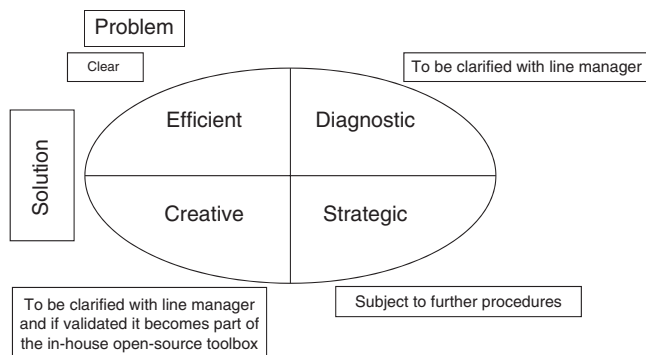 Problem
Clear
To be clarified with line manager
Efficient
Diagnostic
Solution
Creative
Strategic
To be clarified with line manager
and if validated it becomes part of
the in-house open-source toolbox
Subject to further procedures